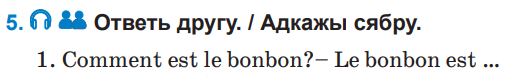 5. Ответь другу. / Адкажы сябру.
1. Comment est le bonbon?– Le bonbon est ...